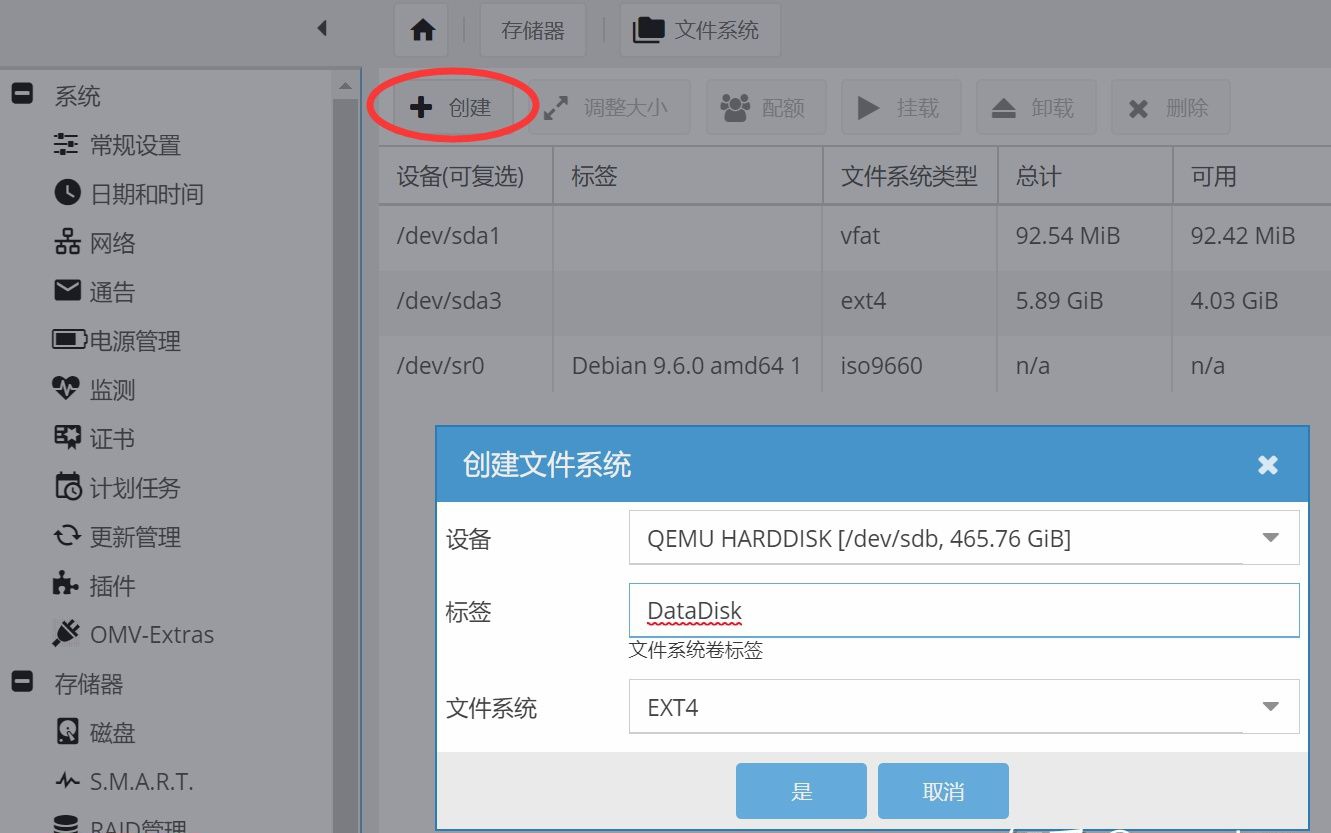 存储器 文件系统
系统
常规设置
日期和时间
网络
通告
电源管理
监测
证书
计划任务
更新管理
插件
OMV-Extras
存储器
磁盘
S.M.A.R.T.
RAID管理
创建 调整大小 配额 挂载 卸载 删除
设备(可复选) 标签 文件系统类型 总计 可用
/dev/sda1 vfat 92.54 MiB 92.42 MiB
/dev/sda3 ext4 5.89 GiB 4.03 GiB
/dev/sr0 Debian 9.6.0 amd64 1 iso9660 n/a n/a
创建文件系统
设备 QEMU HARDDISK [/dev/sdb, 465.76 GiB]
标签 DataDisk
文件系统卷标签
文件系统 EXT4
是 取消